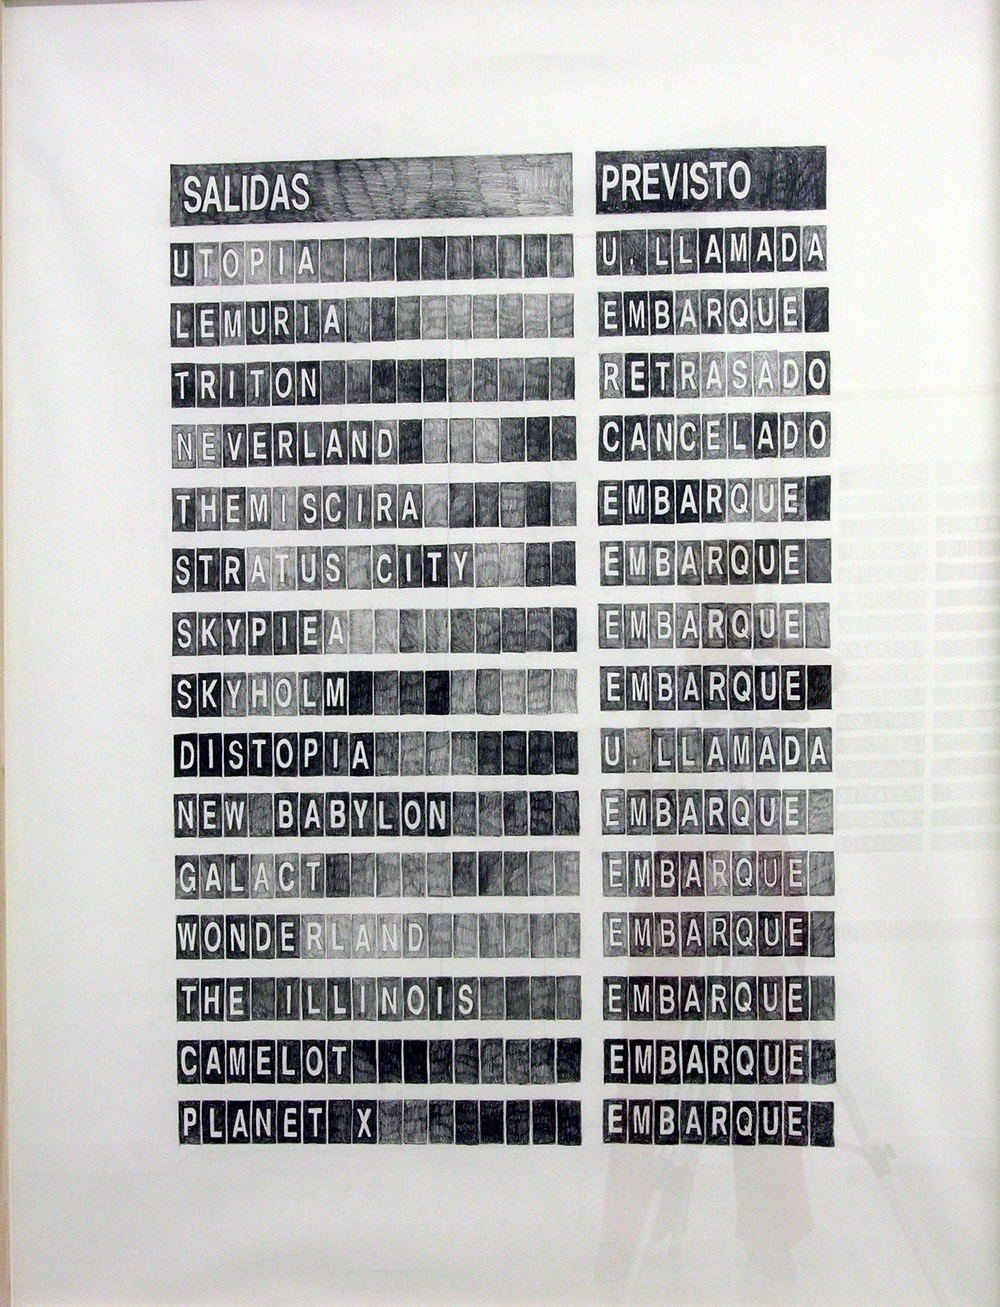 SALIDAS PREVISTO
UTOPIA U. LLAMADA
LEMURIA EMBARQUE
TRITON RETRASADO
NEVERLAND CANCELADO
THEMISCIRA EMBARQUE
STRATUS CITY EMBARQUE
SKYPIEA EMBARQUE
SKYHOLM EMBARQUE
DISTOPIA U. LLAMADA
NEW BABYLON EMBARQUE
GALACT EMBARQUE
WONDERLAND EMBARQUE
THE ILLINOIS EMBARQUE
CAMELOT EMBARQUE
PLANET X EMBARQUE